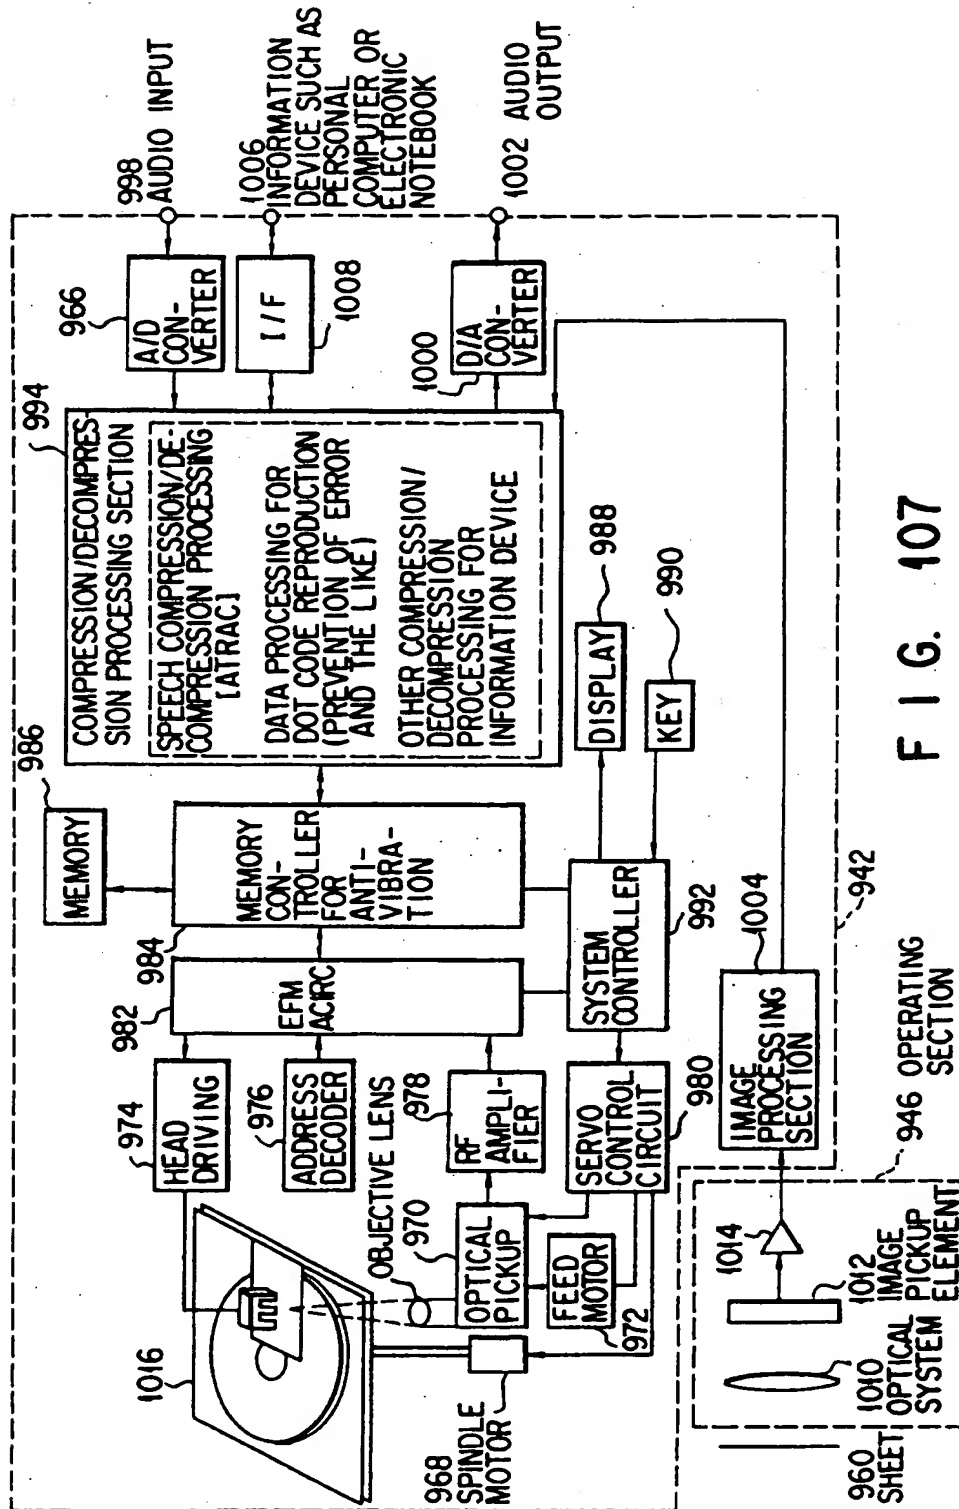 998
AUDIO INPUT
1006
INFORMATION
DEVICE SUCH AS
PERSONAL
COMPUTER OR
ELECTRONIC
NOTEBOOK
1002 AUDIO
OUTPUT
966
A/D
CON-
VERTER
I/F
1008
1000
D/A
CON-
VERTER
994
COMPRESSION/DECOMPRES-
SION PROCESSING SECTION
SPEECH COMPRESSION/DE-
COMPRESSION PROCESSING
[ATRAC]
DATA PROCESSING FOR
DOT CODE REPRODUCTION
(PREVENTION OF ERROR
AND THE LIKE)
OTHER COMPRESSION/
DECOMPRESSION
PROCESSING FOR
INFORMATION DEVICE
986
MEMORY
984
MEMORY
CON-
TROLLER
FOR
ANTI-
VIBRA-
TION
988
DISPLAY
990
KEY
982
EFM
ACIRC
SYSTEM
CONTROLLER
992
974
HEAD
DRIVING
976
ADDRESS
DECODER
978
RF
AMPLI-
FIER
SERVO
CONTROL
CIRCUIT
980
1016
OBJECTIVE LENS
970
OPTICAL
PICKUP
FEED
MOTOR
972
968
SPINDLE
MOTOR
1004
IMAGE
PROCESSING
SECTION
942
946 OPERATING
SECTION
1014
1012
IMAGE
PICKUP
ELEMENT
1010
OPTICAL
SYSTEM
960
SHEET
FIG. 107